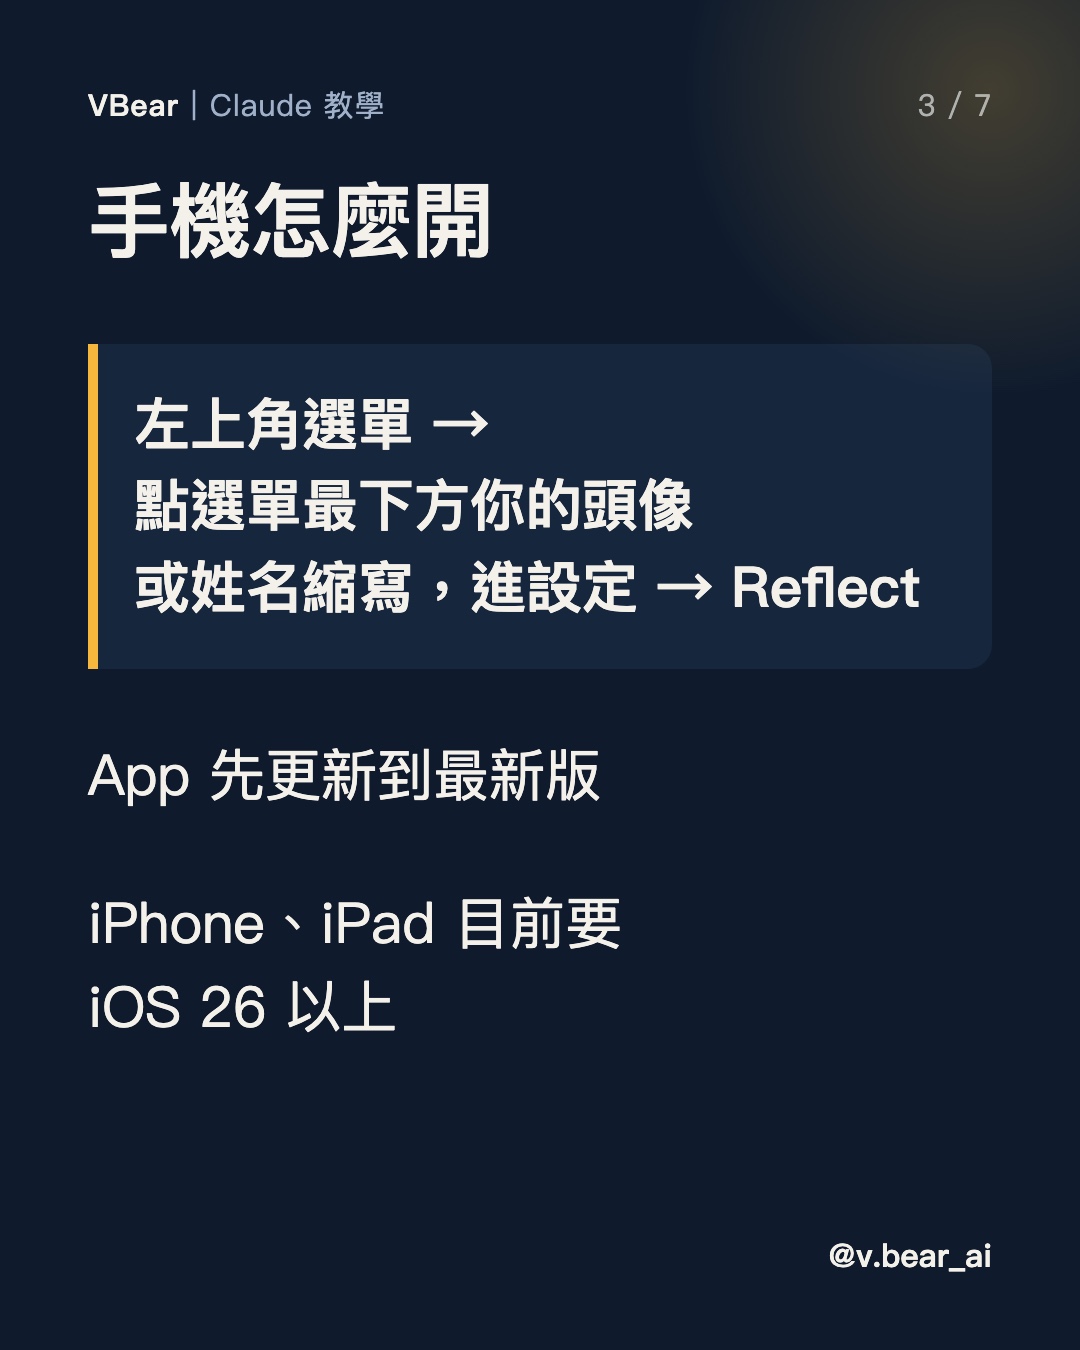 VBear | Claude 教學
3 / 7
手機怎麼開
左上角選單 →
點選單最下方你的頭像
或姓名縮寫，進設定 → Reflect
App 先更新到最新版
iPhone、iPad 目前要
iOS 26 以上
@v.bear_ai